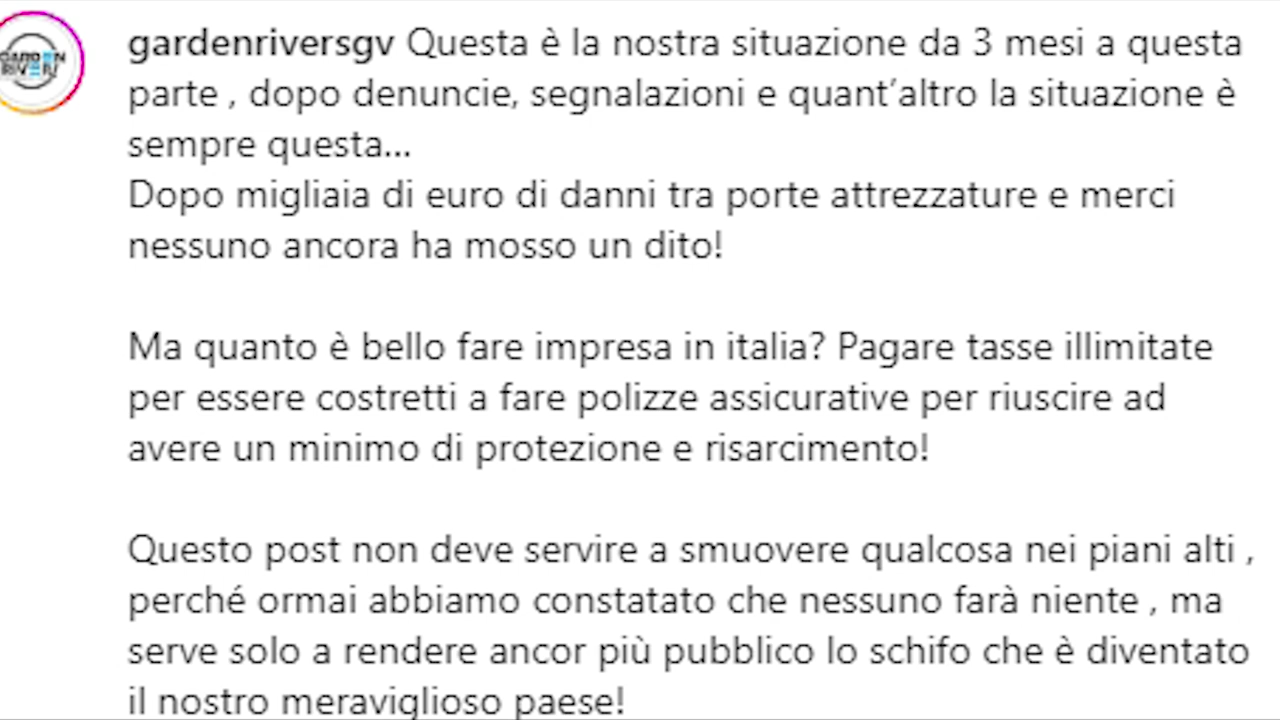 GARDEN
RIVERS
gardenriversgv Questa è la nostra situazione da 3 mesi a questa
parte , dopo denuncie, segnalazioni e quant'altro la situazione è
sempre questa...
Dopo migliaia di euro di danni tra porte attrezzature e merci
nessuno ancora ha mosso un dito!
Ma quanto è bello fare impresa in italia? Pagare tasse illimitate
per essere costretti a fare polizze assicurative per riuscire ad
avere un minimo di protezione e risarcimento!
Questo post non deve servire a smuovere qualcosa nei piani alti ,
perché ormai abbiamo constatato che nessuno farà niente , ma
serve solo a rendere ancor più pubblico lo schifo che è diventato
il nostro meraviglioso paese!